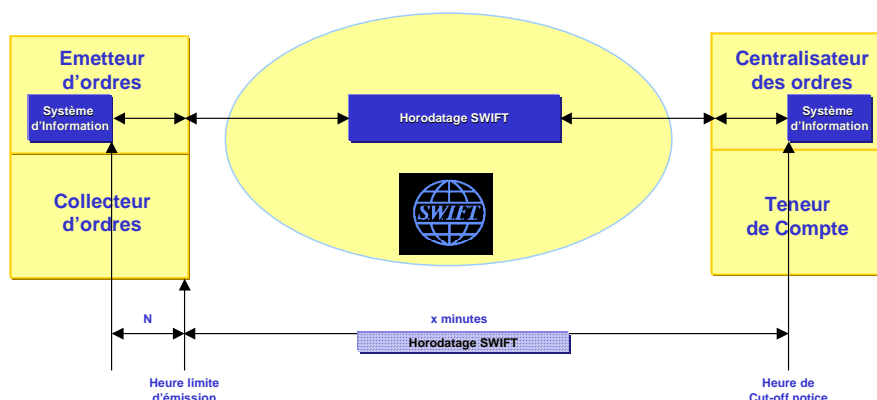 Emetteur
d'ordres
Système
d'Information
Collecteur
d'ordres
Horodatage SWIFT
SWIFT
Centralisateur
des ordres
Système
d'Information
Teneur
de Compte
N
x minutes
Horodatage SWIFT
Heure limite
d'émission
Heure de
Cut-off notice